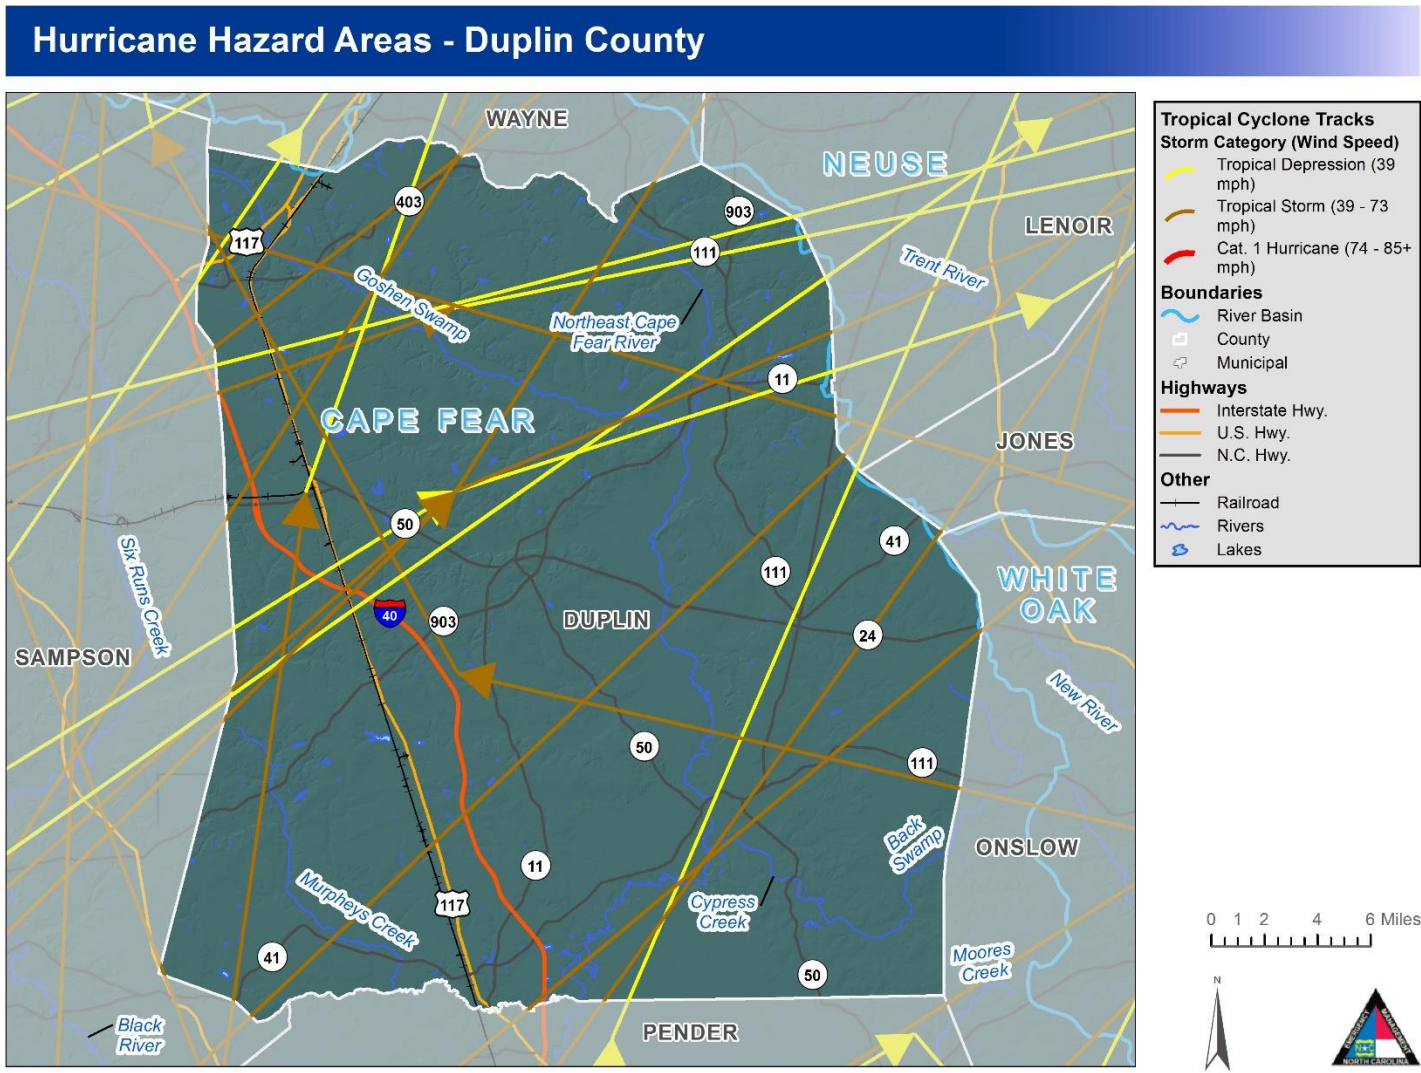 Hurricane Hazard Areas - Duplin County
WAYNE
NEUSE
LENOIR
403
903
117
111
Trent River
Goshen Swamp
Northeast Cape
Fear River
11
CAPE FEAR
JONES
50
41
111
Six Runs Creek
WHITE
OAK
40
903
DUPLIN
24
SAMPSON
New River
50
111
Back
Swamp
ONSLOW
11
Murpheys Creek
117
Cypress
Creek
41
50
Moores
Creek
Black
River
PENDER
Tropical Cyclone Tracks
Storm Category (Wind Speed)
Tropical Depression (39
mph)
Tropical Storm (39 - 73
mph)
Cat. 1 Hurricane (74 - 85+
mph)
Boundaries
River Basin
County
Municipal
Highways
Interstate Hwy.
U.S. Hwy.
N.C. Hwy.
Other
Railroad
Rivers
Lakes
0 1 2 4 6 Miles
N
EMERGENCY
MANAGEMENT
NORTH CAROLINA